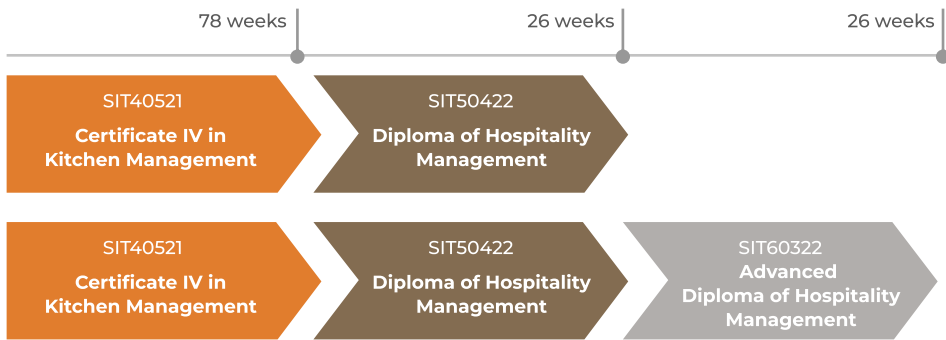 78 weeks
26 weeks
26 weeks
SIT40521
Certificate IV in
Kitchen Management
SIT50422
Diploma of Hospitality
Management
SIT40521
Certificate IV in
Kitchen Management
SIT50422
Diploma of Hospitality
Management
SIT60322
Advanced
Diploma of Hospitality
Management